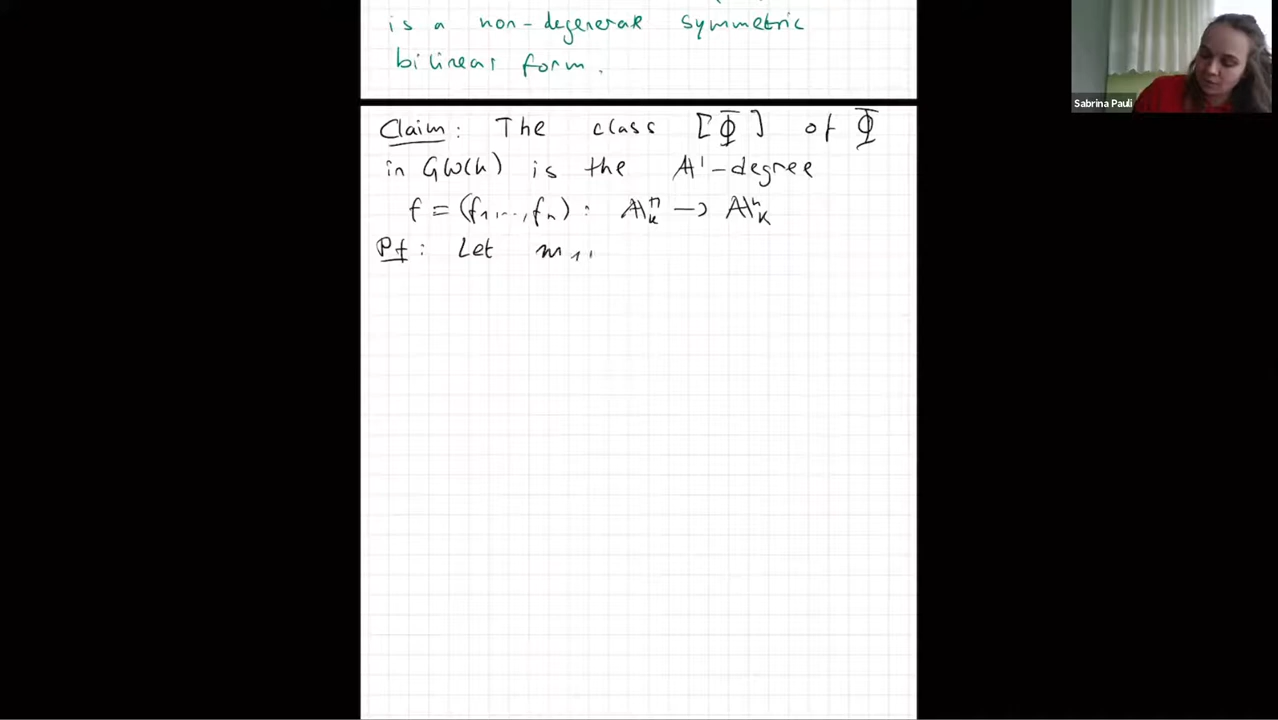 is a non-degenerate symmetric
bilinear form.
Sabrina Pauli
Claim: The class [Φ] of Φ
in GW(k) is the A¹-degree
f = (f₁,..., fₙ) : Aⁿₖ → Aⁿₖ
Pf: Let m₁,